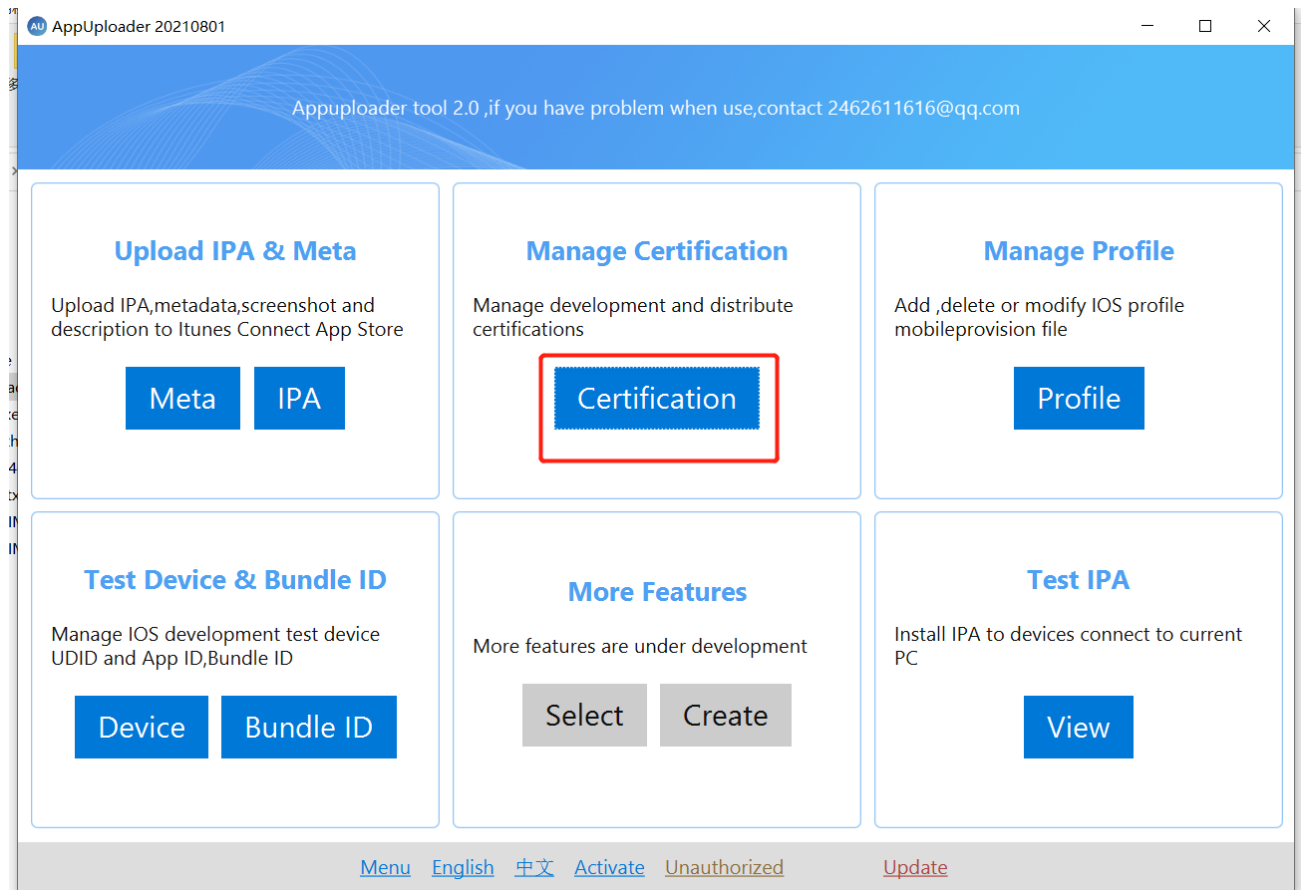 AU AppUploader 20210801
Appuploader tool 2.0 ,if you have problem when use,contact 2462611616@qq.com
Upload IPA & Meta
Upload IPA,metadata,screenshot and
description to Itunes Connect App Store
Meta IPA
Manage Certification
Manage development and distribute
certifications
Certification
Manage Profile
Add ,delete or modify IOS profile
mobileprovision file
Profile
Test Device & Bundle ID
Manage IOS development test device
UDID and App ID,Bundle ID
Device Bundle ID
More Features
More features are under development
Select Create
Test IPA
Install IPA to devices connect to current
PC
View
Menu English 中文 Activate Unauthorized Update